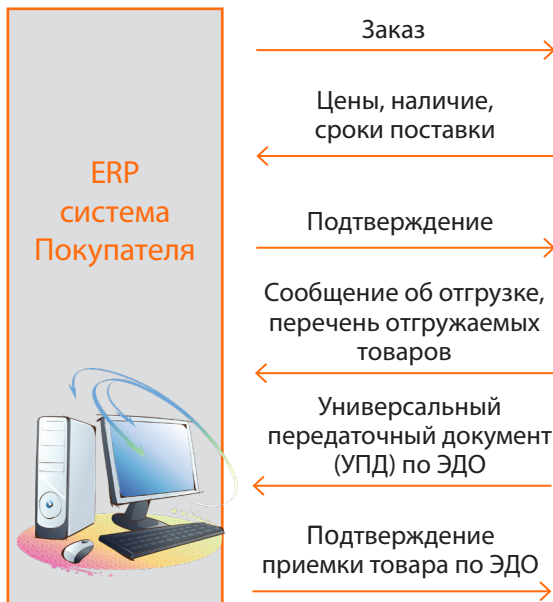 ERP
система
Покупателя
Заказ
Цены, наличие,
сроки поставки
Подтверждение
Сообщение об отгрузке,
перечень отгружаемых
товаров
Универсальный
передаточный документ
(УПД) по ЭДО
Подтверждение
приемки товара по ЭДО